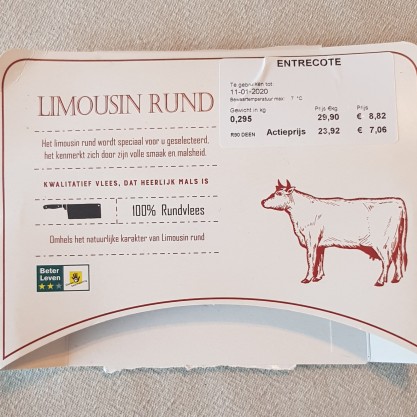 ENTRECOTE
Te gebruiken tot:
11-01-2020
Bewaartemperatuur max: 7 °C
Gewicht in kg Prijs €/kg Prijs
0,295 29,90 € 8,82
R90 DEEN Actieprijs 23,92 € 7,06
LIMOUSIN RUND
Het limousin rund wordt speciaal voor u geselecteerd,
het kenmerkt zich door zijn volle smaak en malsheid.
KWALITATIEF VLEES, DAT HEERLIJK MALS IS
100% Rundvlees
Omhels het natuurlijke karakter van Limousin rund
Beter
Leven